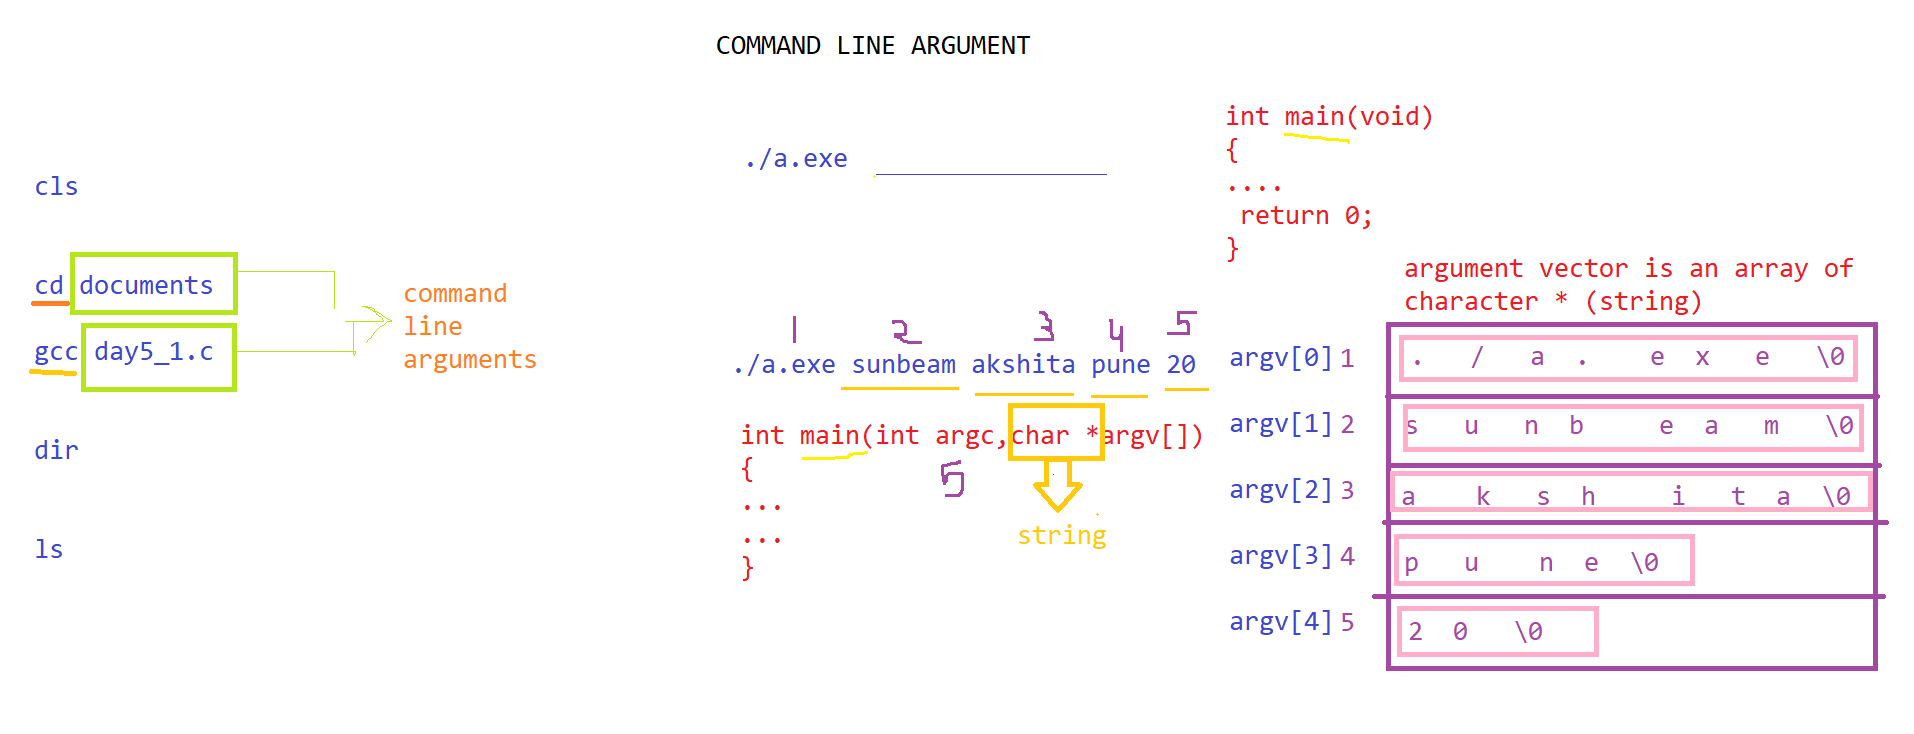 COMMAND LINE ARGUMENT
cls
cd documents
gcc day5_1.c
dir
ls
command
line
arguments
./a.exe
int main(void)
{
....
return 0;
}
1 2 3 4 5
./a.exe sunbeam akshita pune 20
int main(int argc,char *argv[])
5
{
...
...
}
string
argument vector is an array of
character * (string)
argv[0] 1 . / a . e x e \0
argv[1] 2 s u n b e a m \0
argv[2] 3 a k s h i t a \0
argv[3] 4 p u n e \0
argv[4] 5 2 0 \0